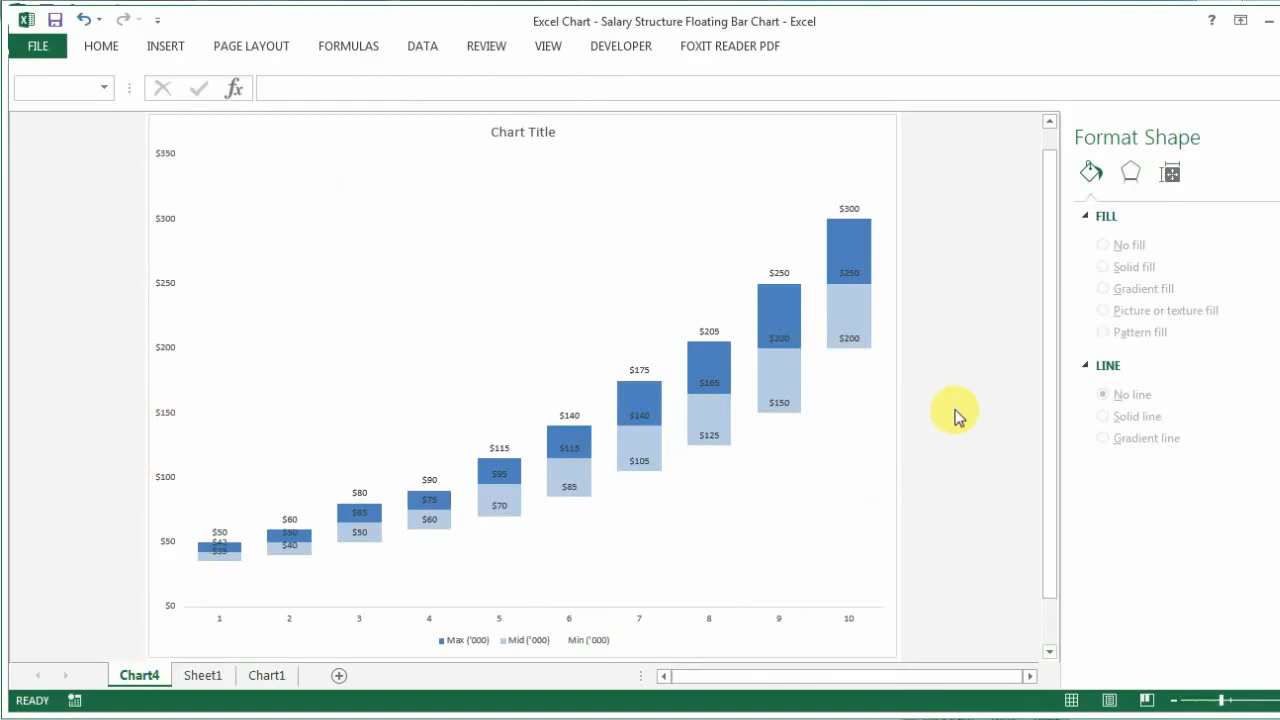 Excel Chart - Salary Structure Floating Bar Chart - Excel
?
FILE HOME INSERT PAGE LAYOUT FORMULAS DATA REVIEW VIEW DEVELOPER FOXIT READER PDF
fx
Chart Title
$350
$300
$250
$200
$150
$100
$50
$0
$50
$42
$35
$60
$50
$40
$80
$65
$50
$90
$75
$60
$115
$95
$70
$140
$115
$85
$175
$140
$105
$205
$165
$125
$250
$200
$150
$300
$250
$200
1 2 3 4 5 6 7 8 9 10
Max ('000) Mid ('000) Min ('000)
Format Shape
FILL
No fill
Solid fill
Gradient fill
Picture or texture fill
Pattern fill
LINE
No line
Solid line
Gradient line
Chart4 Sheet1 Chart1
READY